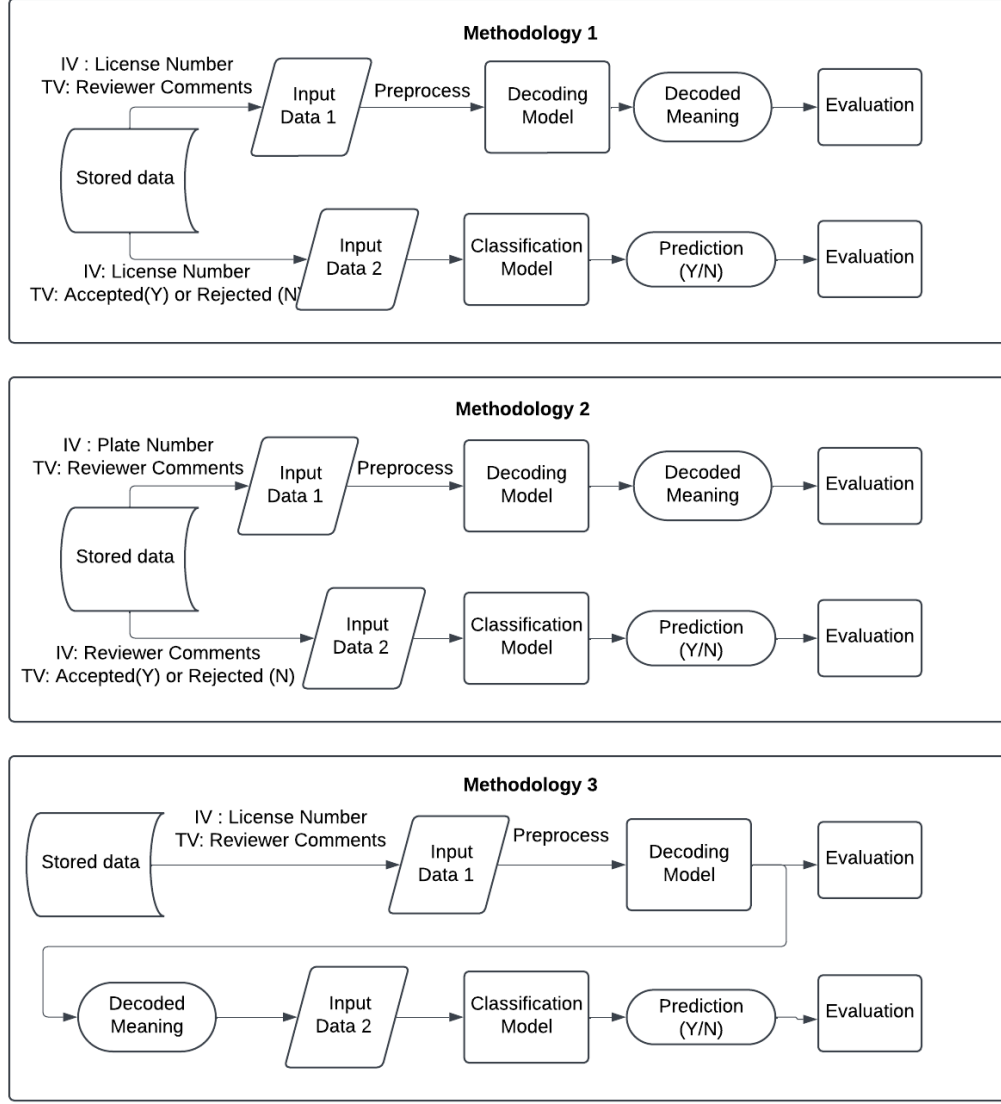 Methodology 1
IV : License Number
TV: Reviewer Comments
Input
Data 1
Preprocess
Decoding
Model
Decoded
Meaning
Evaluation
Stored data
IV: License Number
TV: Accepted(Y) or Rejected (N)
Input
Data 2
Classification
Model
Prediction
(Y/N)
Evaluation
Methodology 2
IV : Plate Number
TV: Reviewer Comments
Input
Data 1
Preprocess
Decoding
Model
Decoded
Meaning
Evaluation
Stored data
IV: Reviewer Comments
TV: Accepted(Y) or Rejected (N)
Input
Data 2
Classification
Model
Prediction
(Y/N)
Evaluation
Methodology 3
Stored data
IV : License Number
TV: Reviewer Comments
Input
Data 1
Preprocess
Decoding
Model
Evaluation
Decoded
Meaning
Input
Data 2
Classification
Model
Prediction
(Y/N)
Evaluation